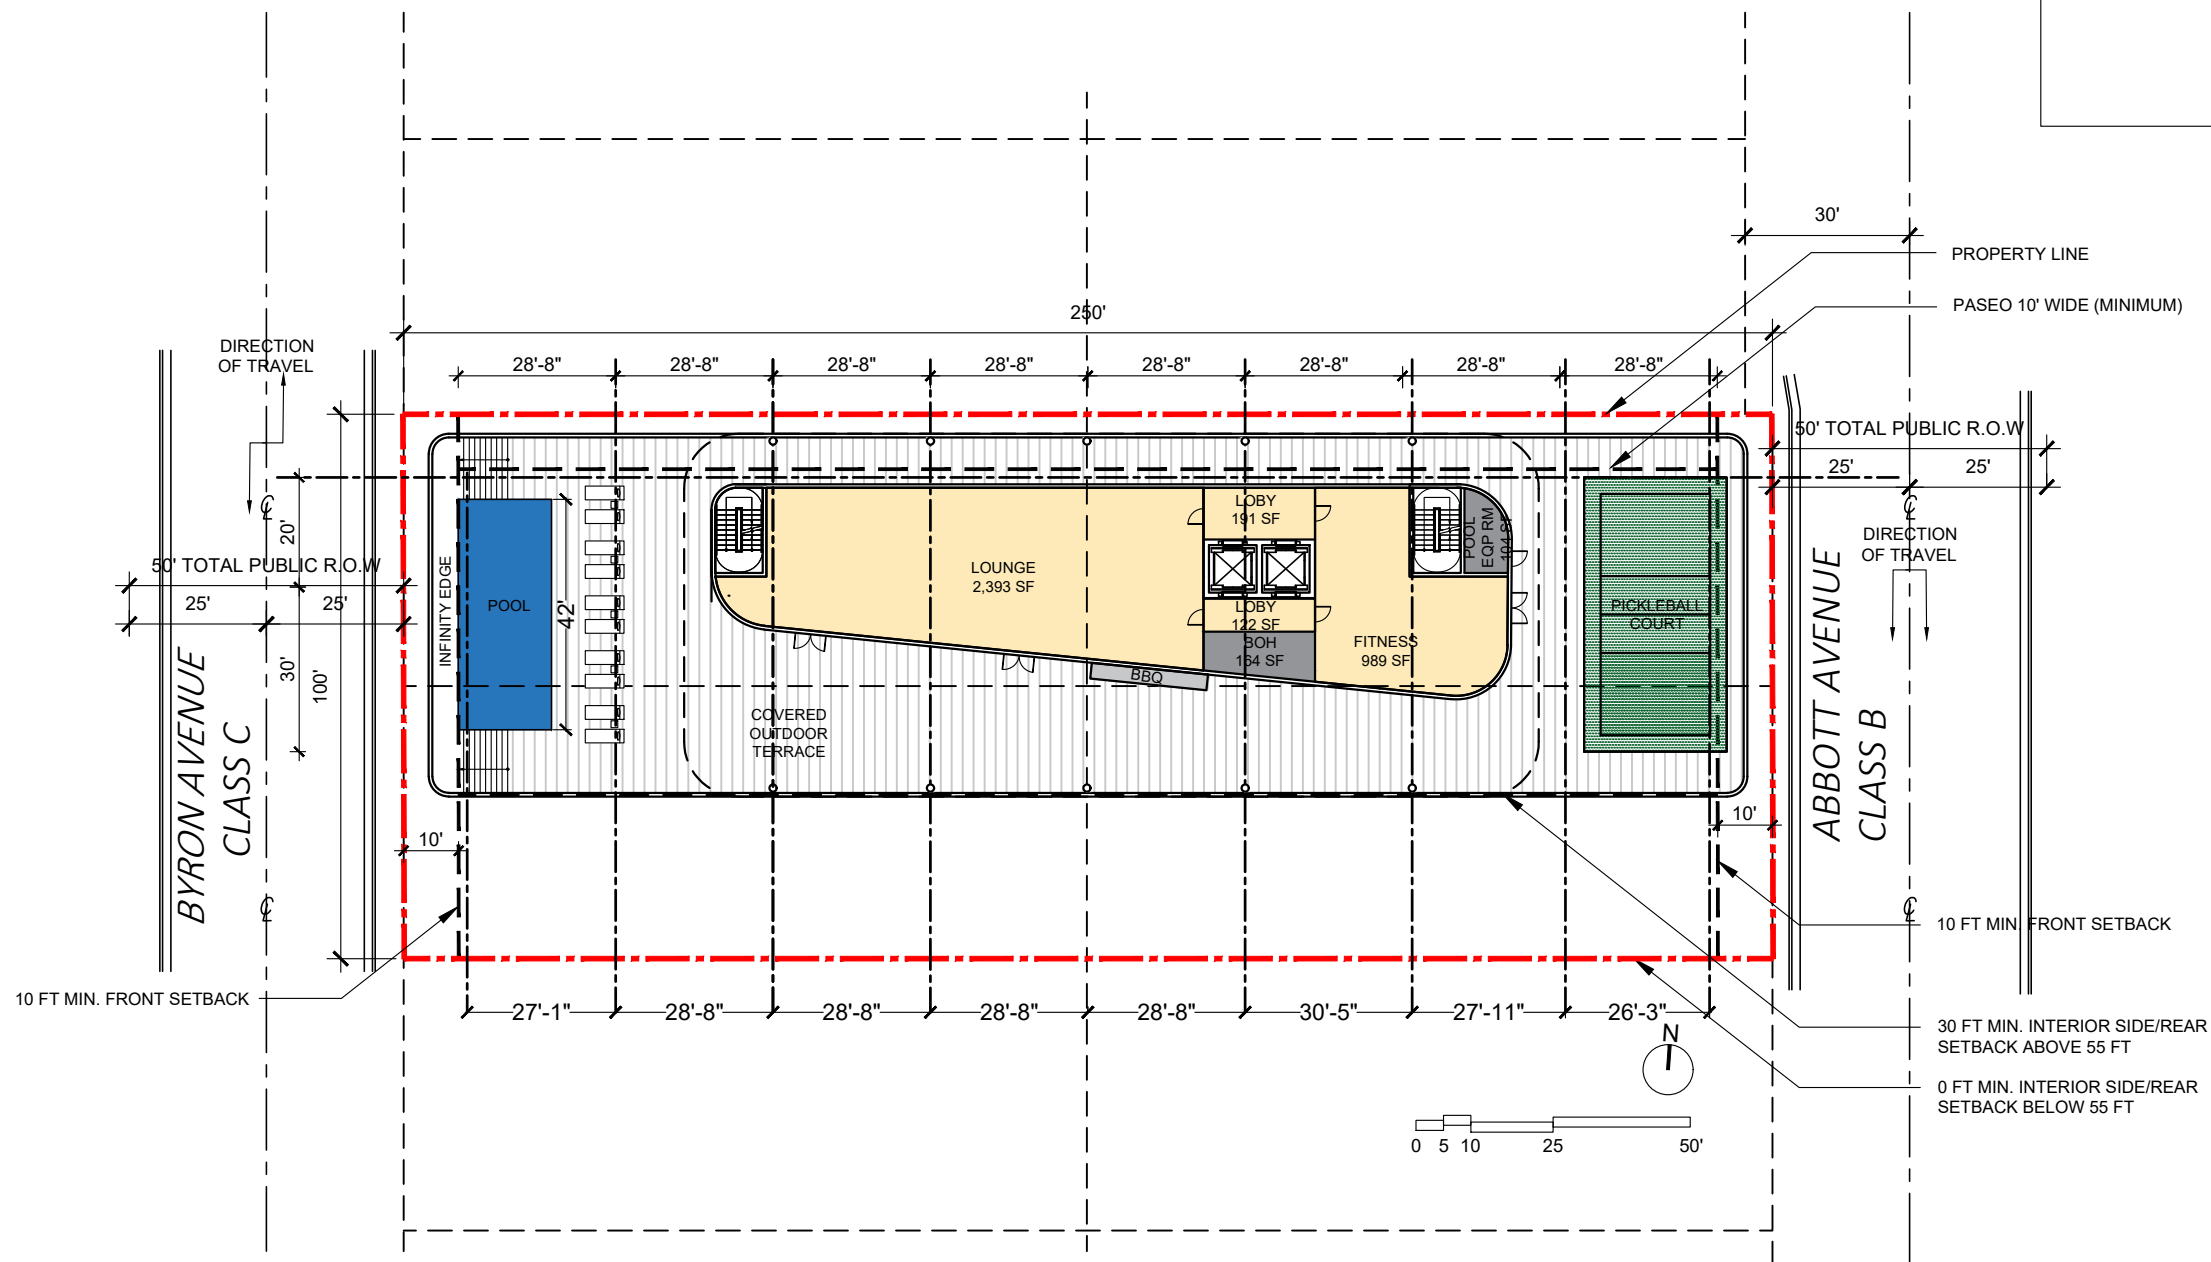 30'
PROPERTY LINE
PASEO 10' WIDE (MINIMUM)
250'
DIRECTION
OF TRAVEL
28'-8"
28'-8"
28'-8"
28'-8"
28'-8"
28'-8"
28'-8"
28'-8"
50' TOTAL PUBLIC R.O.W
25'
25'
℄
℄
DIRECTION
OF TRAVEL
20'
50' TOTAL PUBLIC R.O.W
25'
25'
INFINITY EDGE
POOL
42'
LOUNGE
2,393 SF
LOBY
191 SF
LOBY
122 SF
BOH
164 SF
FITNESS
989 SF
POOL
EQP RM
104 SF
PICKLEBALL
COURT
BBQ
COVERED
OUTDOOR
TERRACE
30'
100'
BYRON AVENUE
CLASS C
ABBOTT AVENUE
CLASS B
10'
10'
℄
℄
10 FT MIN. FRONT SETBACK
10 FT MIN. FRONT SETBACK
27'-1"
28'-8"
28'-8"
28'-8"
28'-8"
30'-5"
27'-11"
26'-3"
N
30 FT MIN. INTERIOR SIDE/REAR
SETBACK ABOVE 55 FT
0 FT MIN. INTERIOR SIDE/REAR
SETBACK BELOW 55 FT
0 5 10 25 50'